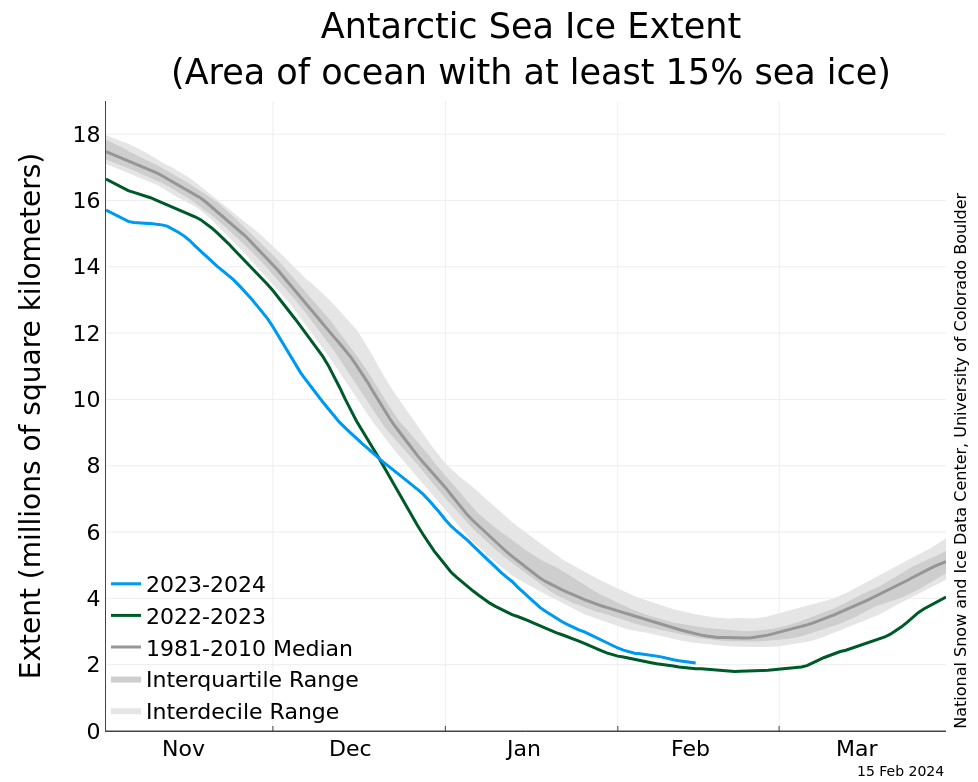 Antarctic Sea Ice Extent
(Area of ocean with at least 15% sea ice)
Extent (millions of square kilometers)
18
16
14
12
10
8
6
4
2
0
2023-2024
2022-2023
1981-2010 Median
Interquartile Range
Interdecile Range
Nov Dec Jan Feb Mar
National Snow and Ice Data Center, University of Colorado Boulder
15 Feb 2024